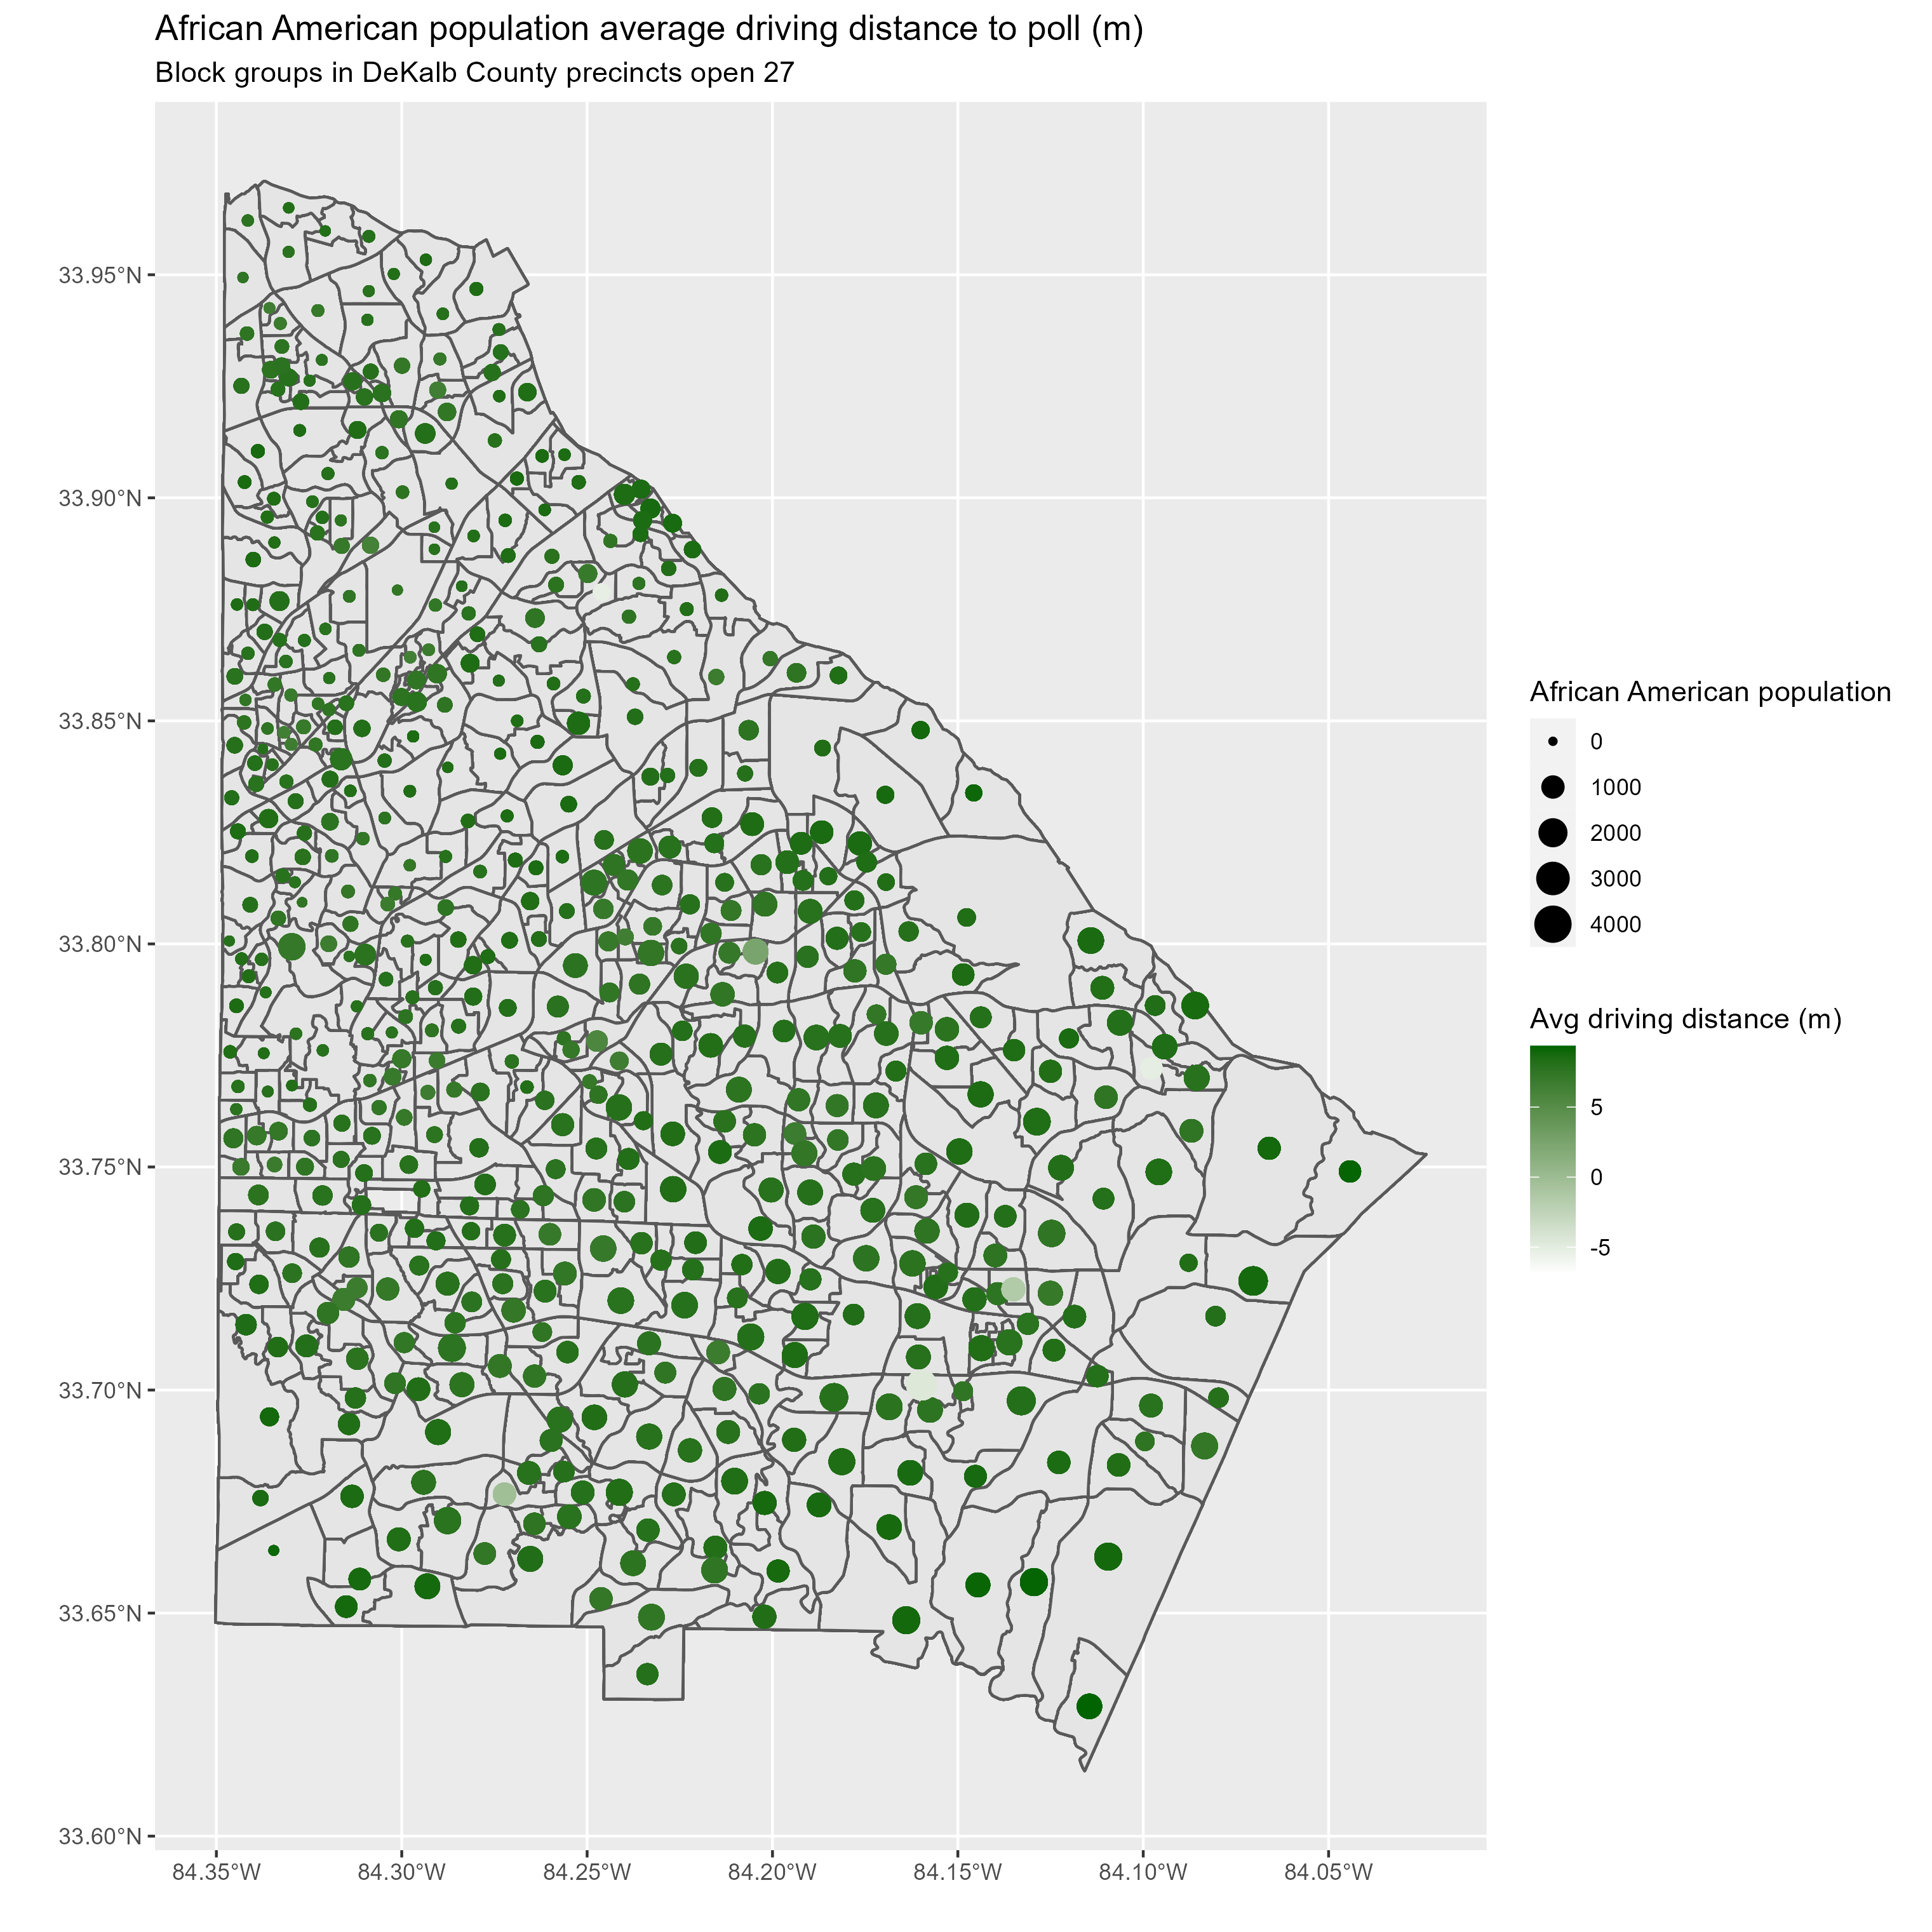 African American population average driving distance to poll (m)
Block groups in DeKalb County precincts open 27
33.95°N
33.90°N
33.85°N
33.80°N
33.75°N
33.70°N
33.65°N
33.60°N
84.35°W
84.30°W
84.25°W
84.20°W
84.15°W
84.10°W
84.05°W
African American population
0
1000
2000
3000
4000
Avg driving distance (m)
5
0
-5